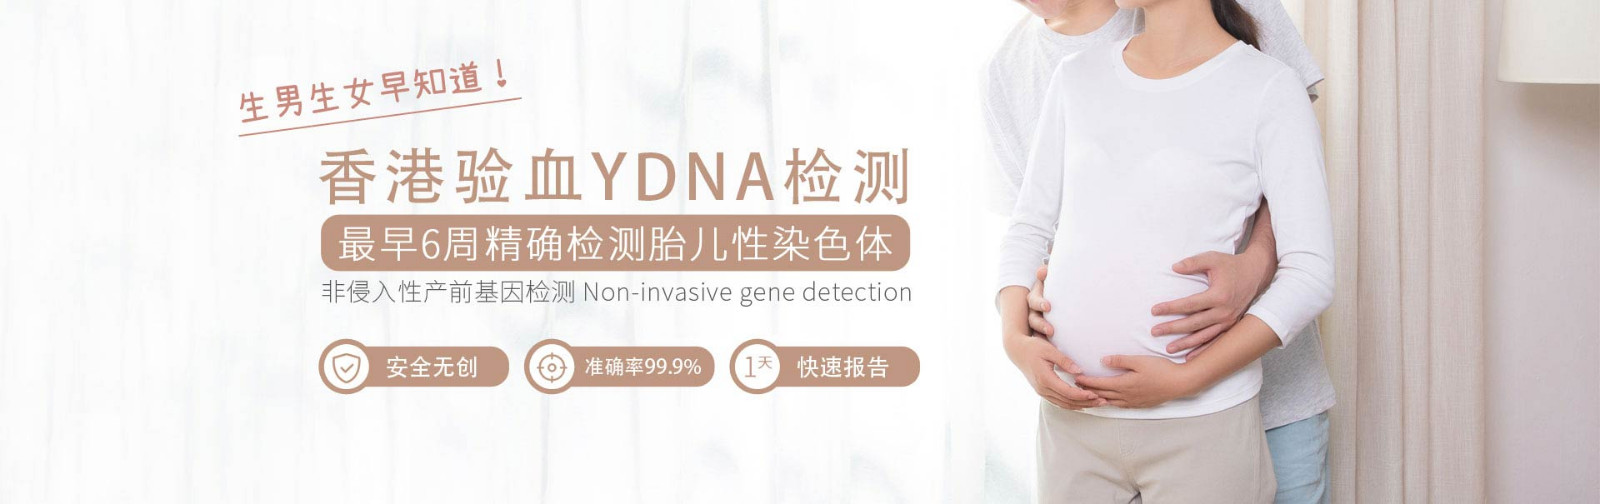 生男生女早知道！
香港验血YDNA检测
最早6周精确检测胎儿性染色体
非侵入性产前基因检测 Non-invasive gene detection
安全无创 准确率99.9% 1天 快速报告